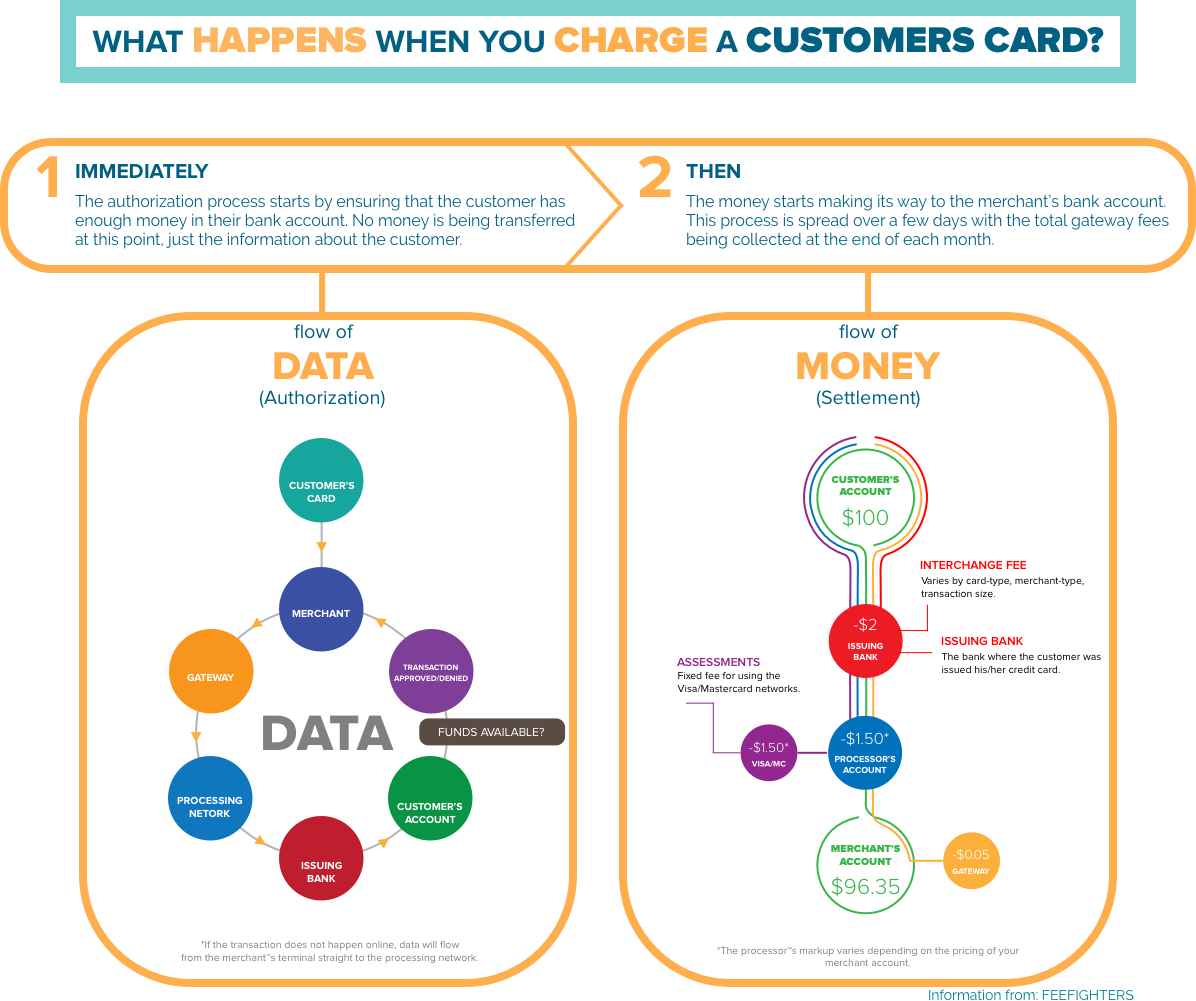 WHAT HAPPENS WHEN YOU CHARGE A CUSTOMERS CARD?
1
IMMEDIATELY
The authorization process starts by ensuring that the customer has
enough money in their bank account. No money is being transferred
at this point, just the information about the customer.
2
THEN
The money starts making its way to the merchant's bank account.
This process is spread over a few days with the total gateway fees
being collected at the end of each month.
flow of
DATA
(Authorization)
CUSTOMER'S
CARD
MERCHANT
GATEWAY
TRANSACTION
APPROVED/DENIED
DATA
FUNDS AVAILABLE?
PROCESSING
NETORK
CUSTOMER'S
ACCOUNT
ISSUING
BANK
*If the transaction does not happen online, data will flow
from the merchant™s terminal straight to the processing network.
flow of
MONEY
(Settlement)
CUSTOMER'S
ACCOUNT
$100
INTERCHANGE FEE
Varies by card-type, merchant-type,
transaction size.
-$2
ISSUING
BANK
ISSUING BANK
The bank where the customer was
issued his/her credit card.
ASSESSMENTS
Fixed fee for using the
Visa/Mastercard networks.
-$1.50*
VISA/MC
-$1.50*
PROCESSOR'S
ACCOUNT
MERCHANT'S
ACCOUNT
$96.35
-$0.05
GATEWAY
*The processor™s markup varies depending on the pricing of your
merchant account.
Information from: FEEFIGHTERS